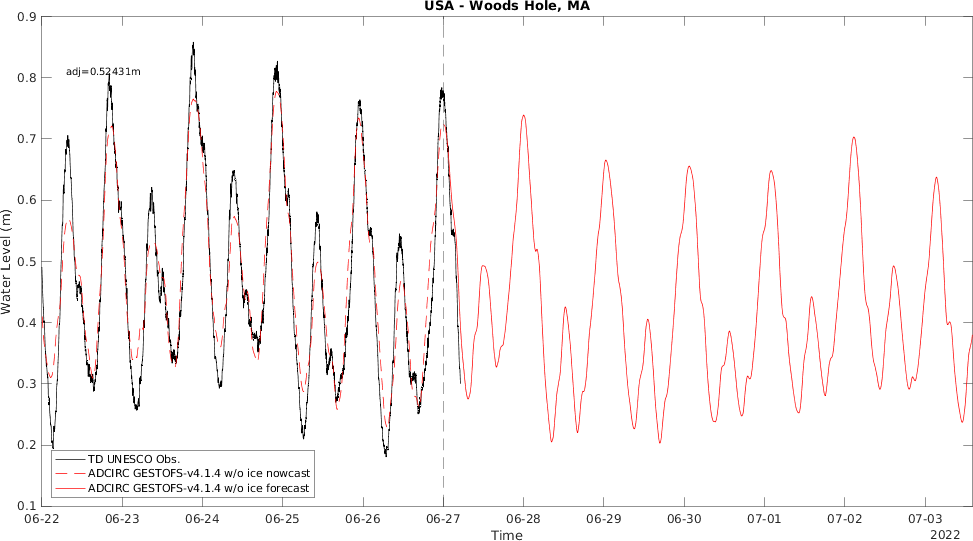 USA - Woods Hole, MA
adj=0.52431m
Water Level (m)
0.9
0.8
0.7
0.6
0.5
0.4
0.3
0.2
0.1
TD UNESCO Obs.
ADCIRC GESTOFS-v4.1.4 w/o ice nowcast
ADCIRC GESTOFS-v4.1.4 w/o ice forecast
06-22 06-23 06-24 06-25 06-26 06-27 06-28 06-29 06-30 07-01 07-02 07-03
Time
2022